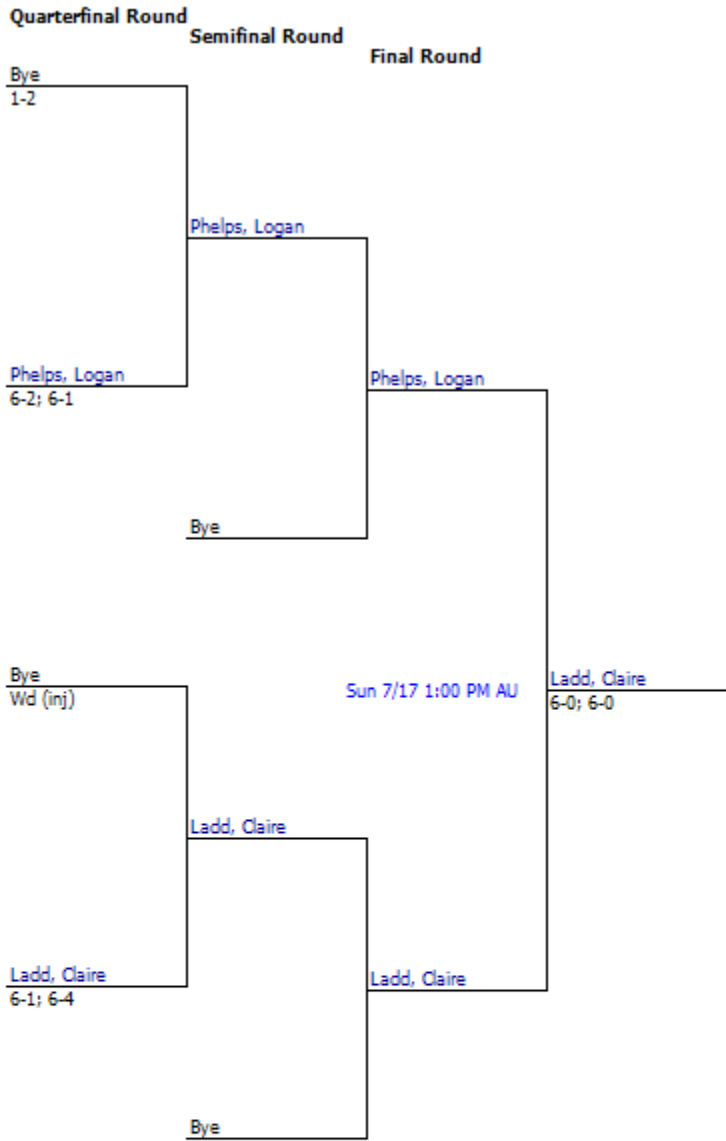 Quarterfinal Round
Semifinal Round
Final Round
Bye
1-2
Phelps, Logan
Phelps, Logan
6-2; 6-1
Phelps, Logan
Bye
Bye
Wd (inj)
Sun 7/17 1:00 PM AU
Ladd, Claire
6-0; 6-0
Ladd, Claire
Ladd, Claire
6-1; 6-4
Ladd, Claire
Bye